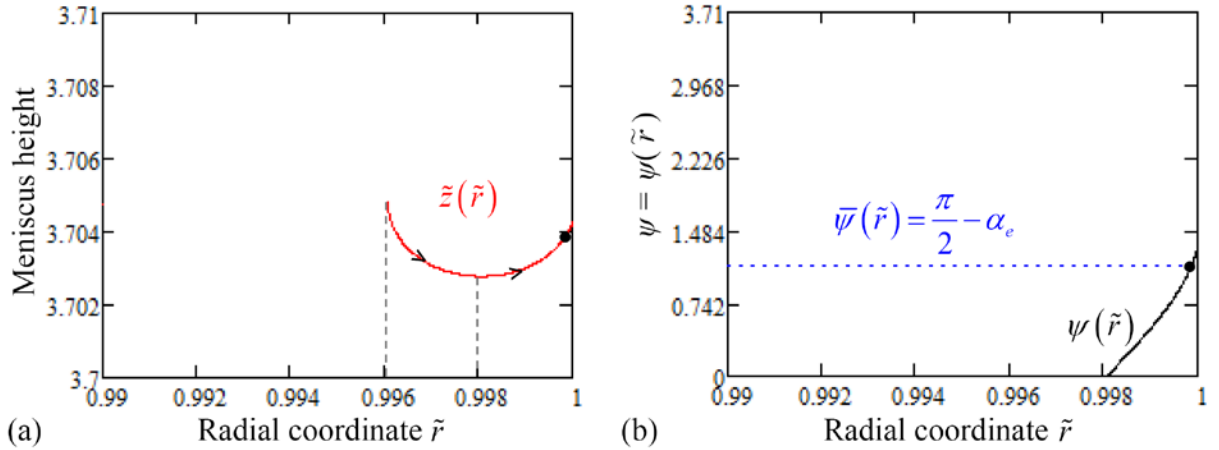 Meniscus height
3.71
3.708
3.706
3.704
3.702
3.7
z̃(r̃)
0.99 0.992 0.994 0.996 0.998 1
(a) Radial coordinate r̃
ψ = ψ(r̃)
3.71
2.968
2.226
1.484
0.742
0
ψ̄(r̃) = π/2 − αₑ
ψ(r̃)
0.99 0.992 0.994 0.996 0.998 1
(b) Radial coordinate r̃